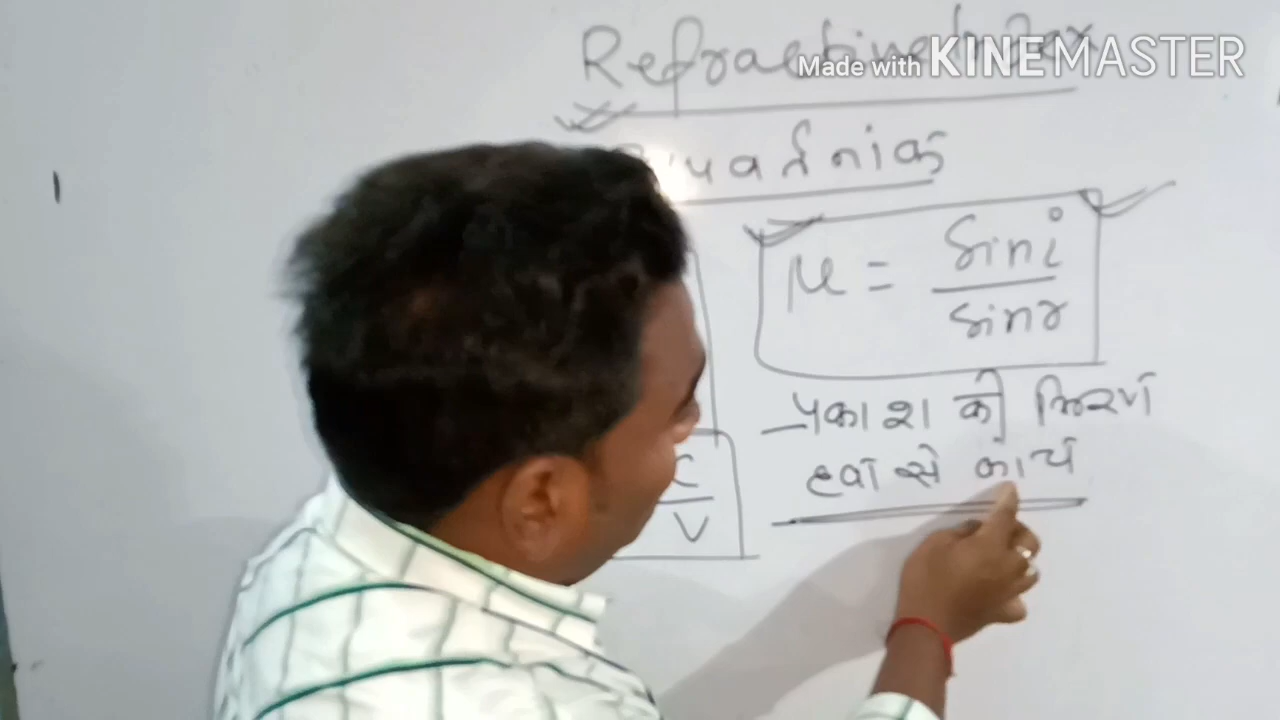 Refractive Index
Made with KINEMASTER
अपवर्तनांक
μ = sin i / sin r
C / V
प्रकाश की किरण
हवा से कांच